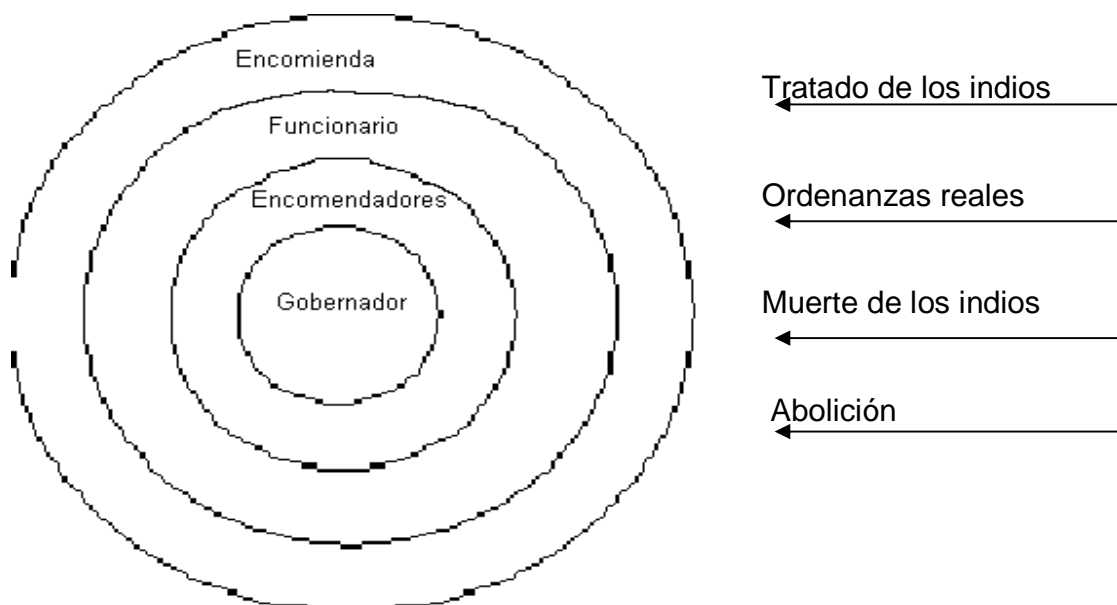 Encomienda
Funcionario
Encomendadores
Gobernador
Tratado de los indios
Ordenanzas reales
Muerte de los indios
Abolición